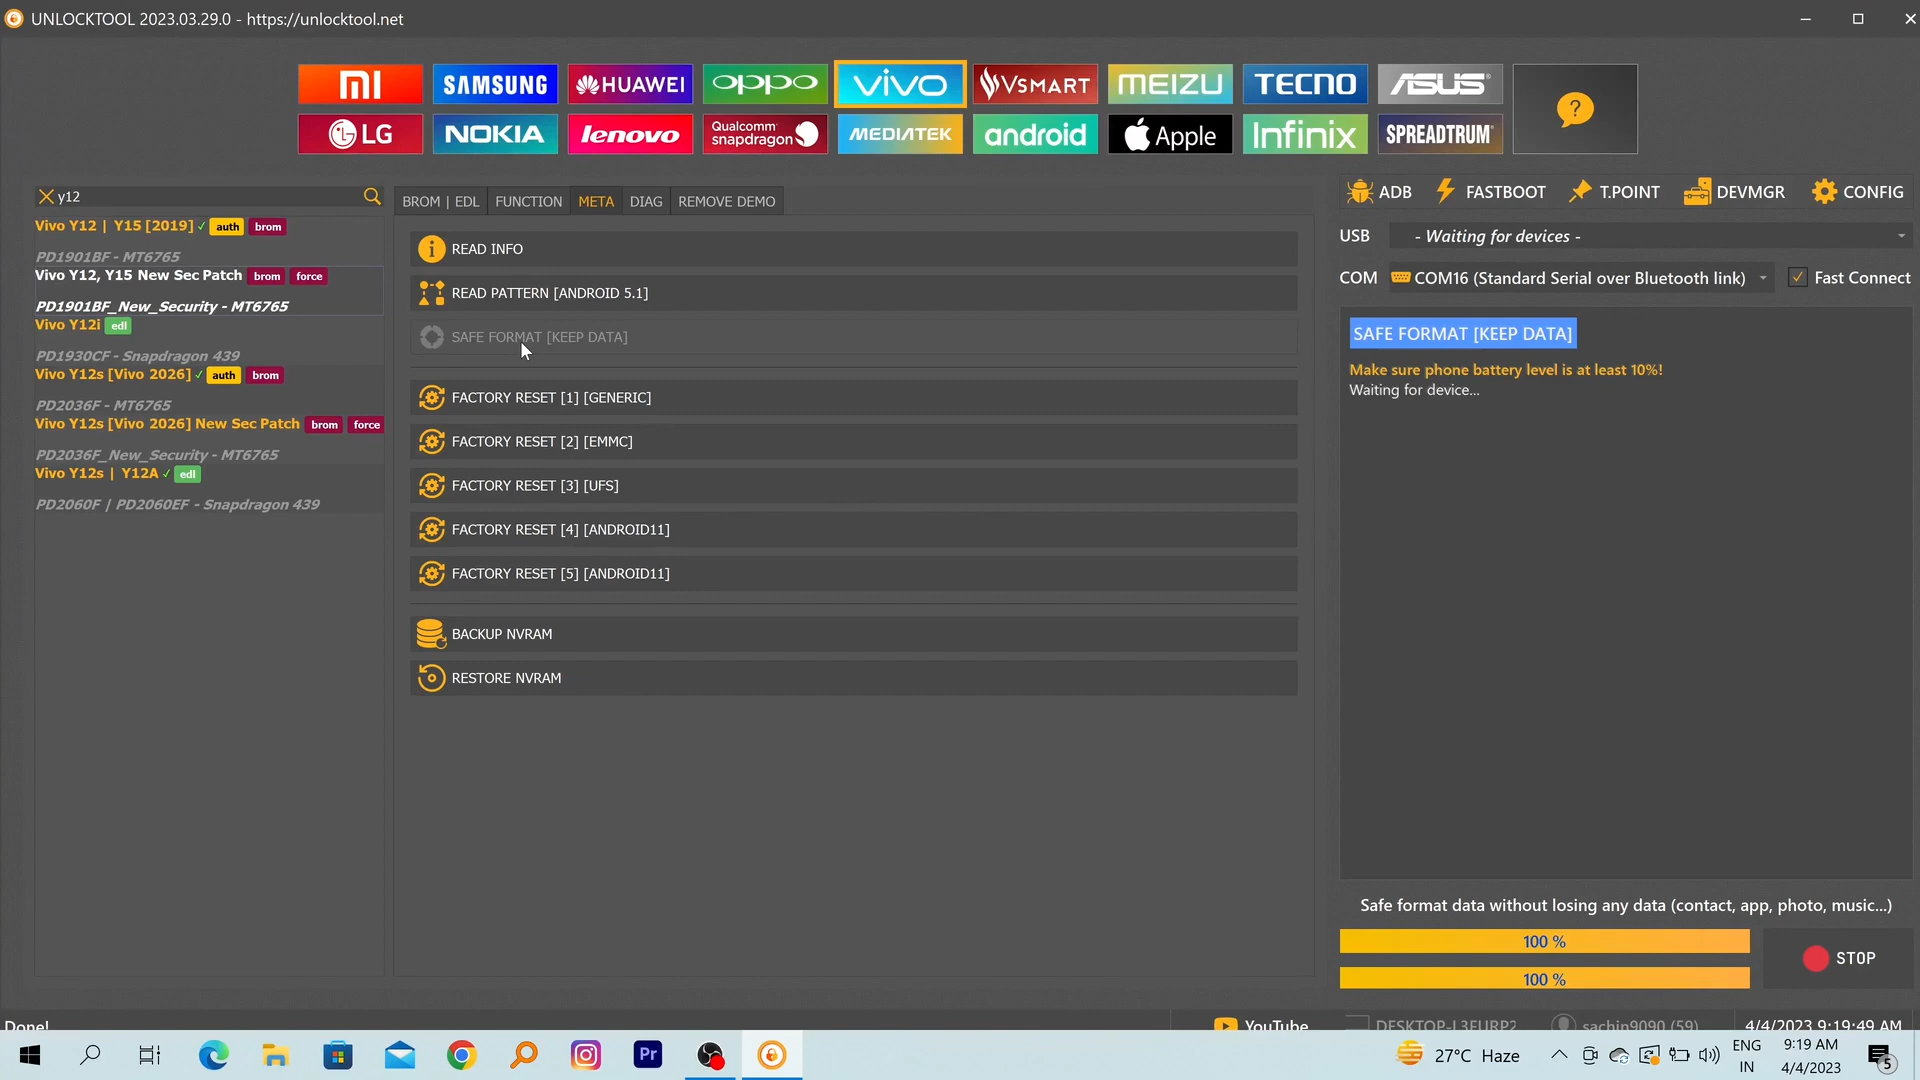 UNLOCKTOOL 2023.03.29.0 - https://unlocktool.net
mi SAMSUNG HUAWEI oppo vivo VSMART MEIZU TECNO ASUS ?
LG NOKIA lenovo Qualcomm snapdragon MEDIATEK android Apple Infinix SPREADTRUM
y12
Vivo Y12 | Y15 [2019] ✓ auth brom
PD1901BF - MT6765
Vivo Y12, Y15 New Sec Patch brom force
PD1901BF_New_Security - MT6765
Vivo Y12i edl
PD1930CF - Snapdragon 439
Vivo Y12s [Vivo 2026] ✓ auth brom
PD2036F - MT6765
Vivo Y12s [Vivo 2026] New Sec Patch brom force
PD2036F_New_Security - MT6765
Vivo Y12s | Y12A ✓ edl
PD2060F | PD2060EF - Snapdragon 439
BROM | EDL FUNCTION META DIAG REMOVE DEMO
READ INFO
READ PATTERN [ANDROID 5.1]
SAFE FORMAT [KEEP DATA]
FACTORY RESET [1] [GENERIC]
FACTORY RESET [2] [EMMC]
FACTORY RESET [3] [UFS]
FACTORY RESET [4] [ANDROID11]
FACTORY RESET [5] [ANDROID11]
BACKUP NVRAM
RESTORE NVRAM
ADB FASTBOOT T.POINT DEVMGR CONFIG
USB - Waiting for devices -
COM COM16 (Standard Serial over Bluetooth link) Fast Connect
SAFE FORMAT [KEEP DATA]
Make sure phone battery level is at least 10%!
Waiting for device...
Safe format data without losing any data (contact, app, photo, music...)
100 %
100 %
STOP
Done!
YouTube DESKTOP-L3EURP2 sachin9090 (59) 4/4/2023 9:19:49 AM
Pr
27°C Haze
ENG
IN
9:19 AM
4/4/2023
5